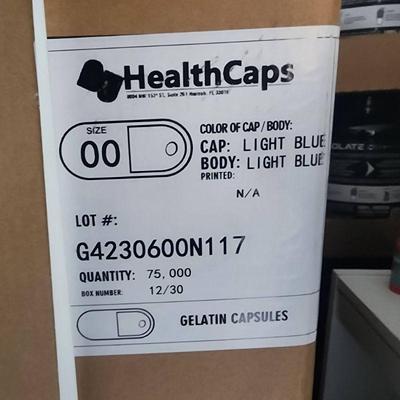 HealthCaps
SIZE
00
COLOR OF CAP/BODY:
CAP: LIGHT BLUE
BODY: LIGHT BLUE
PRINTED:
N/A
LOT #:
G4230600N117
QUANTITY: 75,000
BOX NUMBER: 12/30
GELATIN CAPSULES